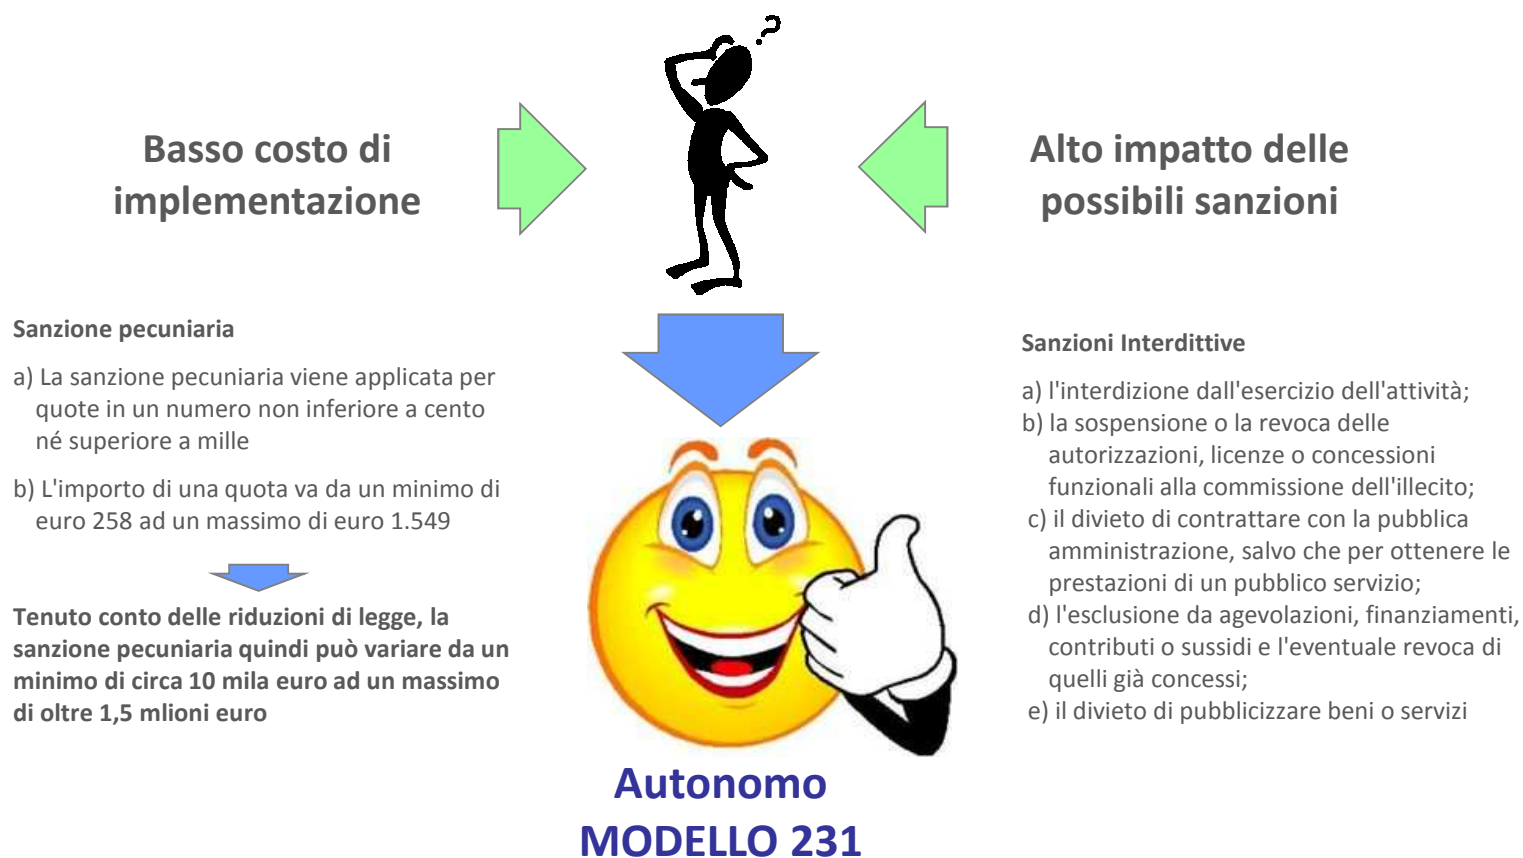 ?
Basso costo di
implementazione
Alto impatto delle
possibili sanzioni
Sanzione pecuniaria
a) La sanzione pecuniaria viene applicata per
quote in un numero non inferiore a cento
né superiore a mille
b) L'importo di una quota va da un minimo di
euro 258 ad un massimo di euro 1.549
Tenuto conto delle riduzioni di legge, la
sanzione pecuniaria quindi può variare da un
minimo di circa 10 mila euro ad un massimo
di oltre 1,5 mlioni euro
Sanzioni Interdittive
a) l'interdizione dall'esercizio dell'attività;
b) la sospensione o la revoca delle
autorizzazioni, licenze o concessioni
funzionali alla commissione dell'illecito;
c) il divieto di contrattare con la pubblica
amministrazione, salvo che per ottenere le
prestazioni di un pubblico servizio;
d) l'esclusione da agevolazioni, finanziamenti,
contributi o sussidi e l'eventuale revoca di
quelli già concessi;
e) il divieto di pubblicizzare beni o servizi
Autonomo
MODELLO 231